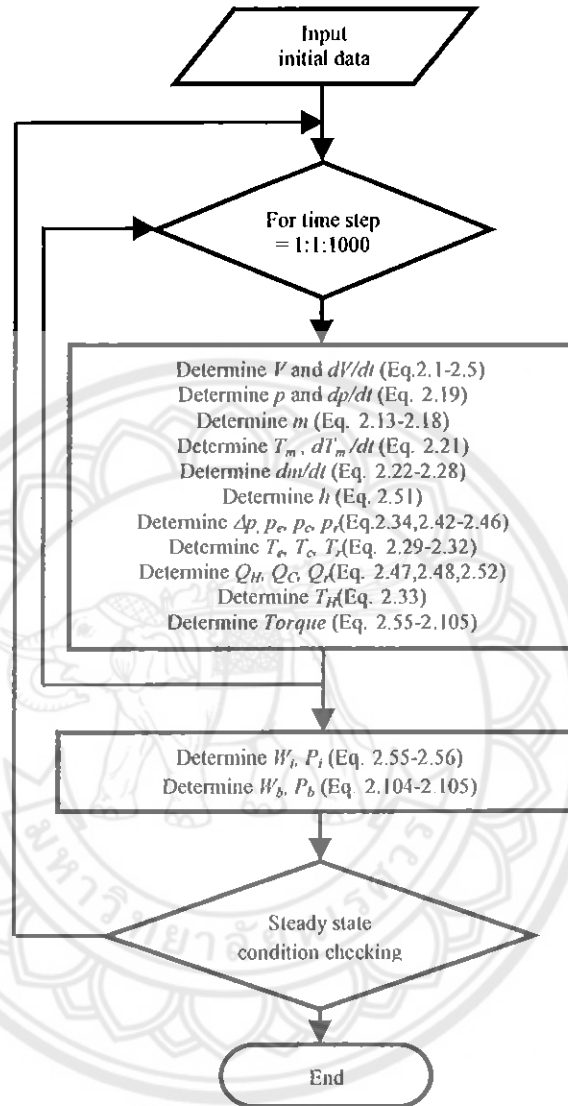 Input
initial data
For time step
= 1:1:1000
Determine V and dV/dt (Eq.2.1-2.5)
Determine p and dp/dt (Eq. 2.19)
Determine m (Eq. 2.13-2.18)
Determine T_m , dT_m/dt (Eq. 2.21)
Determine dm/dt (Eq. 2.22-2.28)
Determine h (Eq. 2.51)
Determine Δp, p_e, p_c, p_r(Eq.2.34,2.42-2.46)
Determine T_e, T_c, T_r(Eq. 2.29-2.32)
Determine Q_H, Q_C, Q_r(Eq. 2.47,2.48,2.52)
Determine T_H(Eq. 2.33)
Determine Torque (Eq. 2.55-2.105)
Determine W_i, P_i (Eq. 2.55-2.56)
Determine W_b, P_b (Eq. 2.104-2.105)
Steady state
condition checking
End